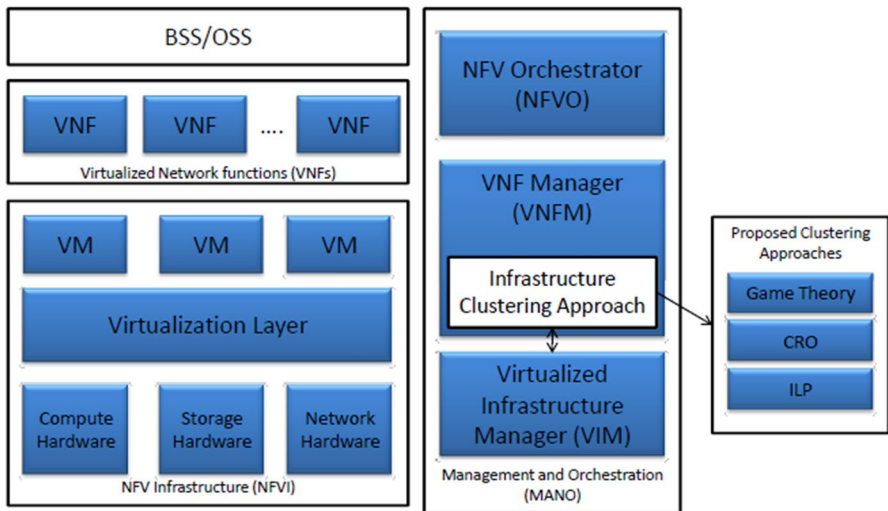 BSS/OSS
VNF
VNF
....
VNF
Virtualized Network functions (VNFs)
VM
VM
VM
Virtualization Layer
Compute
Hardware
Storage
Hardware
Network
Hardware
NFV Infrastructure (NFVI)
NFV Orchestrator
(NFVO)
VNF Manager
(VNFM)
Infrastructure
Clustering Approach
Virtualized
Infrastructure
Manager (VIM)
Management and Orchestration
(MANO)
Proposed Clustering
Approaches
Game Theory
CRO
ILP